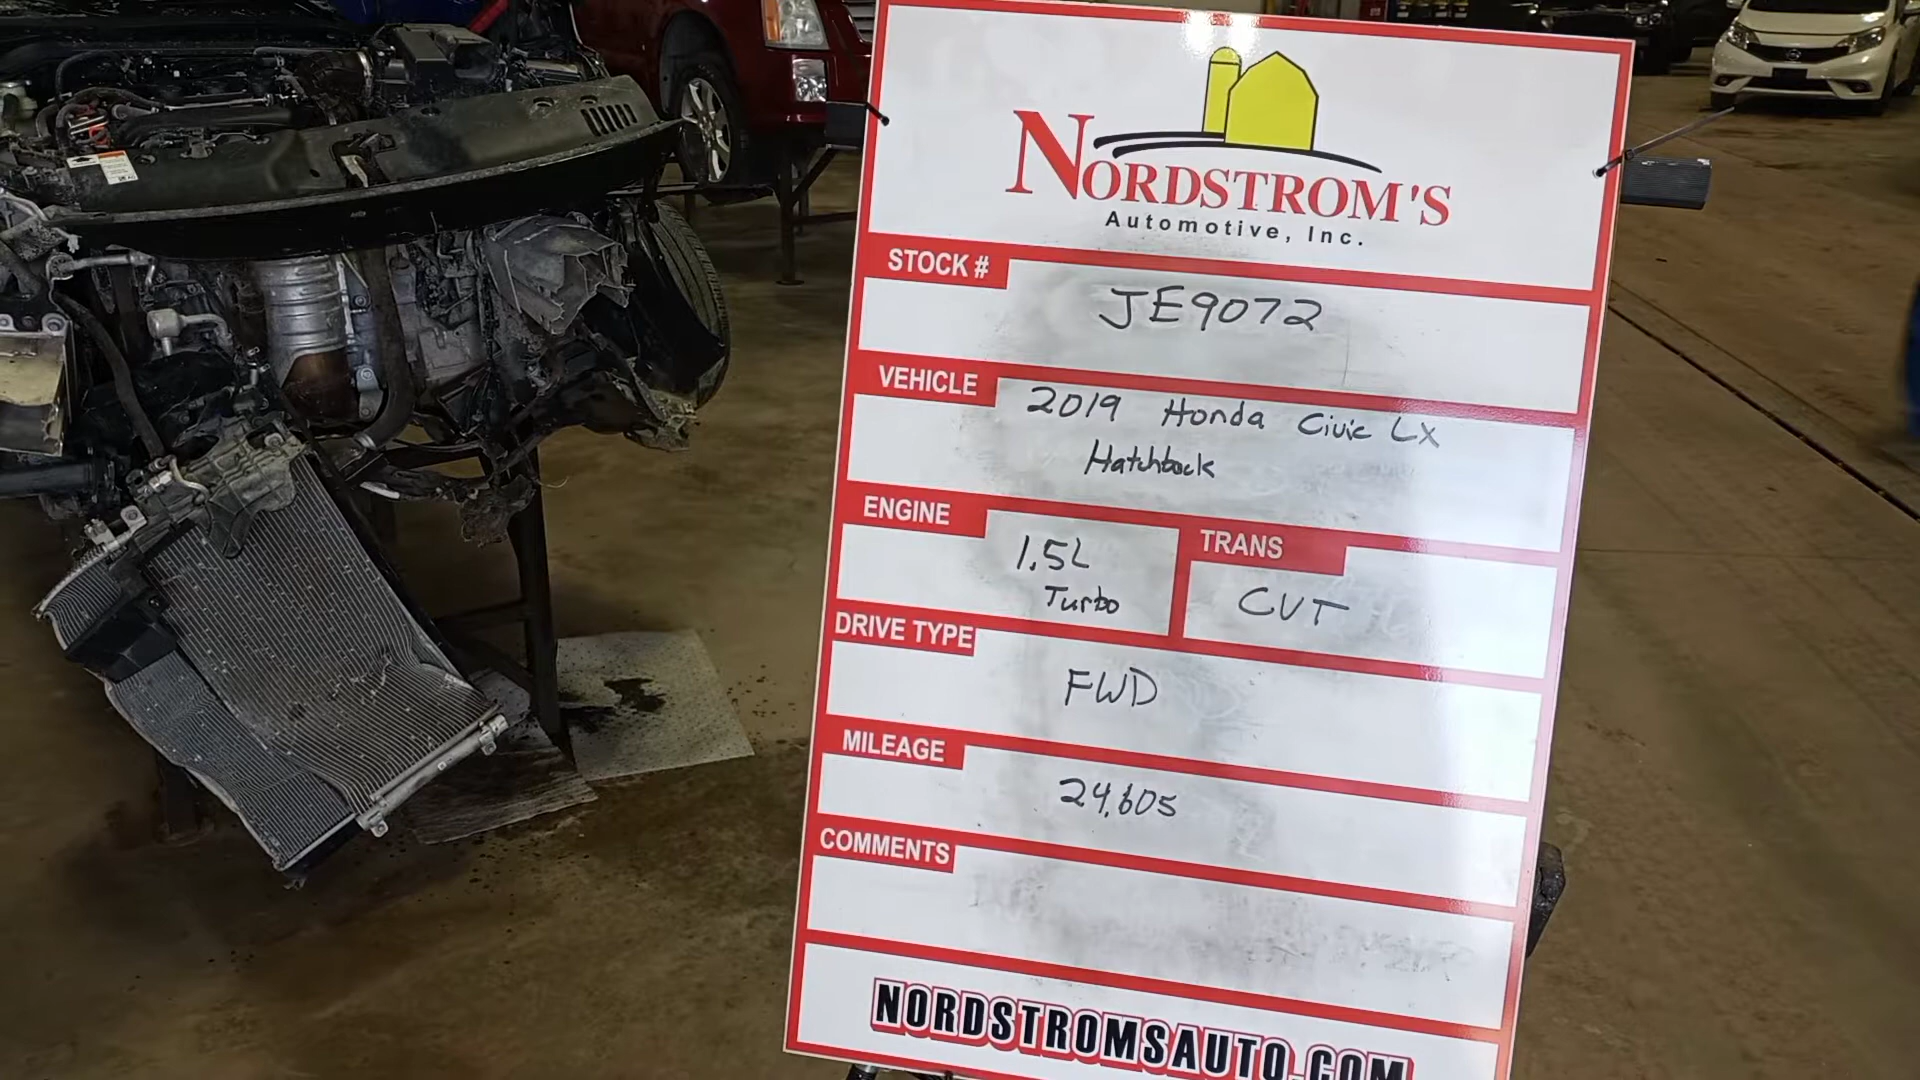 NORDSTROM'S
Automotive, Inc.
STOCK #
JE9072
VEHICLE
2019 Honda Civic LX
Hatchback
ENGINE
1.5L
Turbo
TRANS
CVT
DRIVE TYPE
FWD
MILEAGE
24,605
COMMENTS
NORDSTROMSAUTO.COM